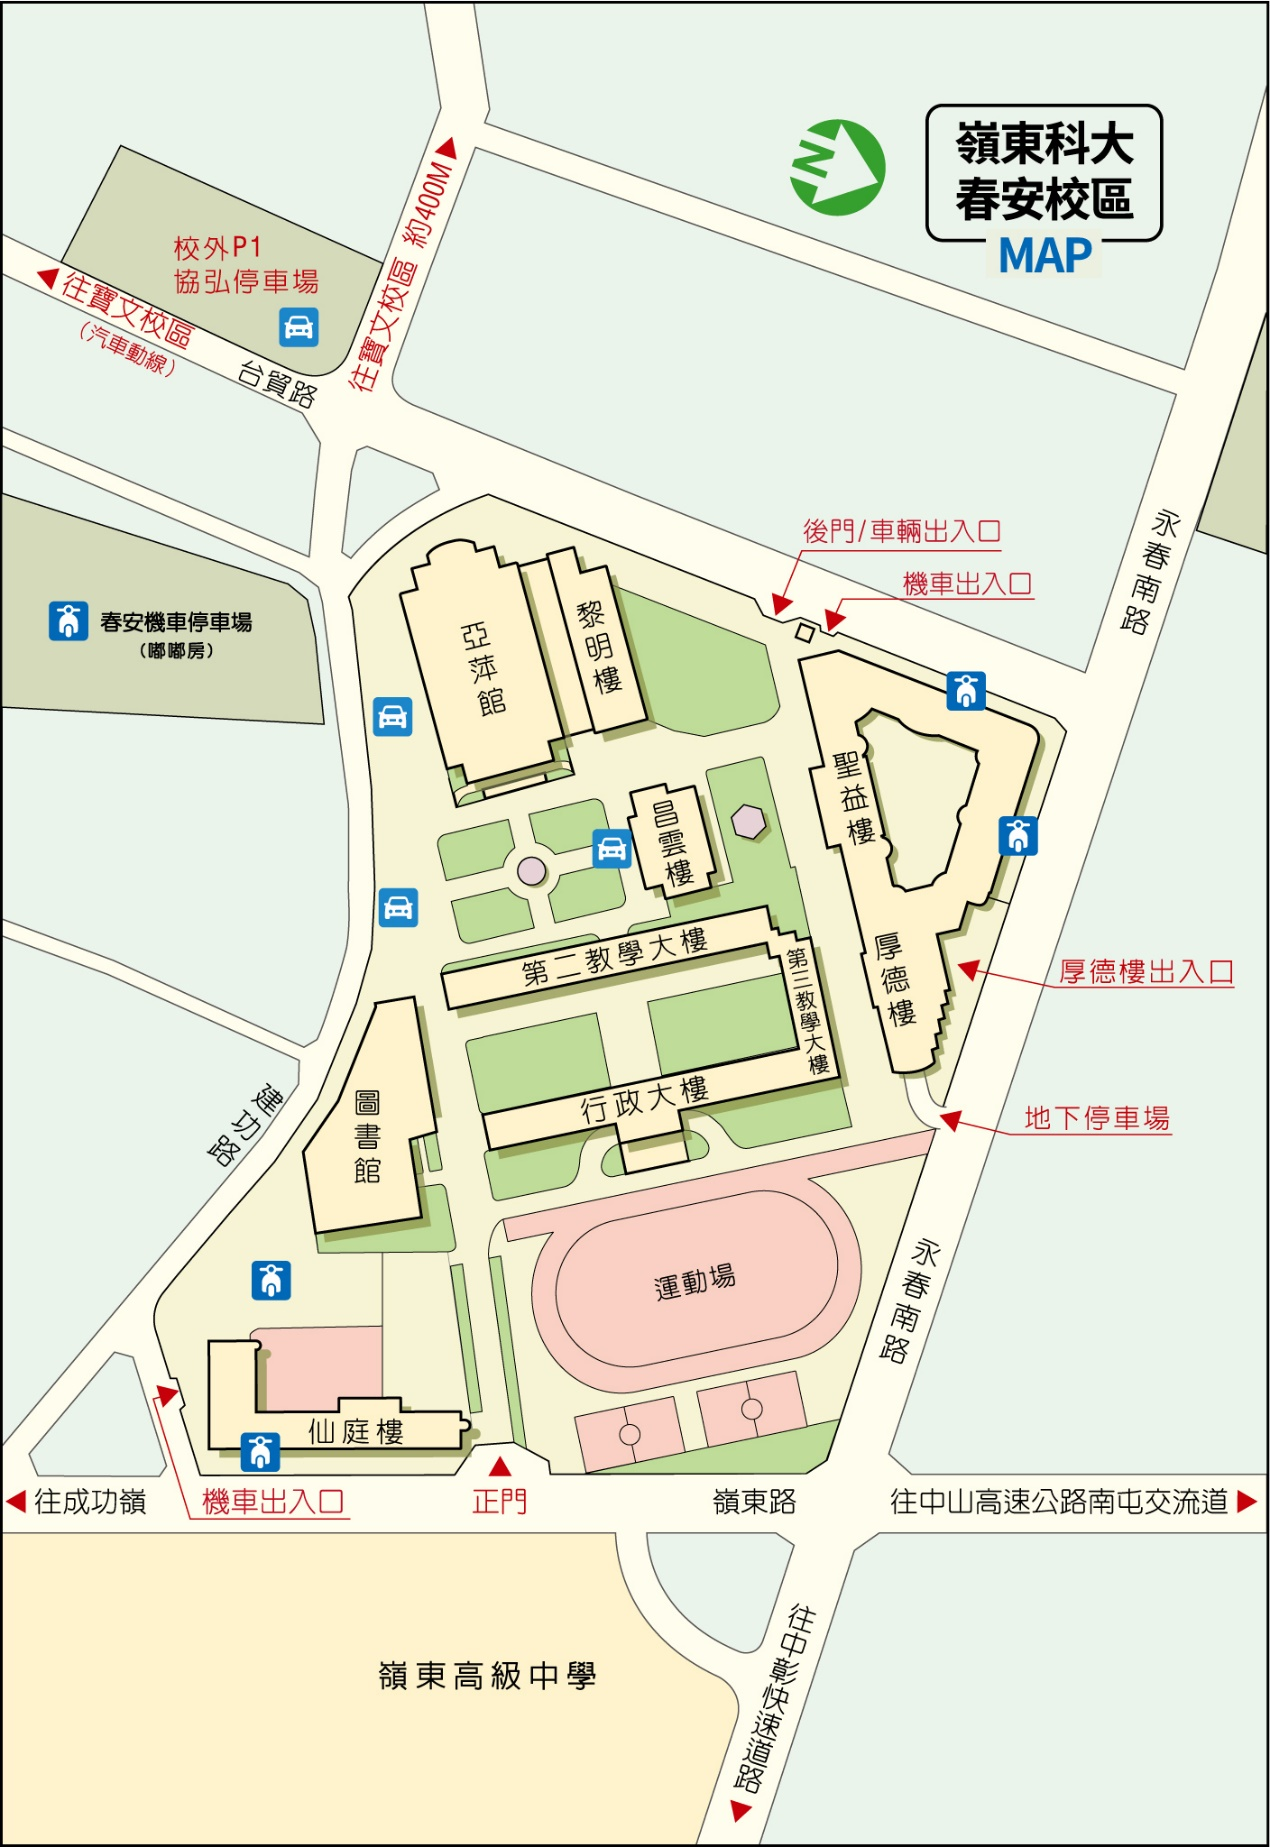 嶺東科大
春安校區
MAP
N
校外P1
協弘停車場
往寶文校區 約400M
往寶文校區
（汽車動線）
台貿路
永春南路
後門/車輛出入口
機車出入口
春安機車停車場
（嘟嘟房）
亞萍館
黎明樓
聖益樓
昌雲樓
第二教學大樓
第三教學大樓
厚德樓
厚德樓出入口
行政大樓
圖書館
建功路
地下停車場
運動場
永春南路
仙庭樓
往成功嶺
機車出入口
正門
嶺東路
往中山高速公路南屯交流道
往中彰快速道路
嶺東高級中學